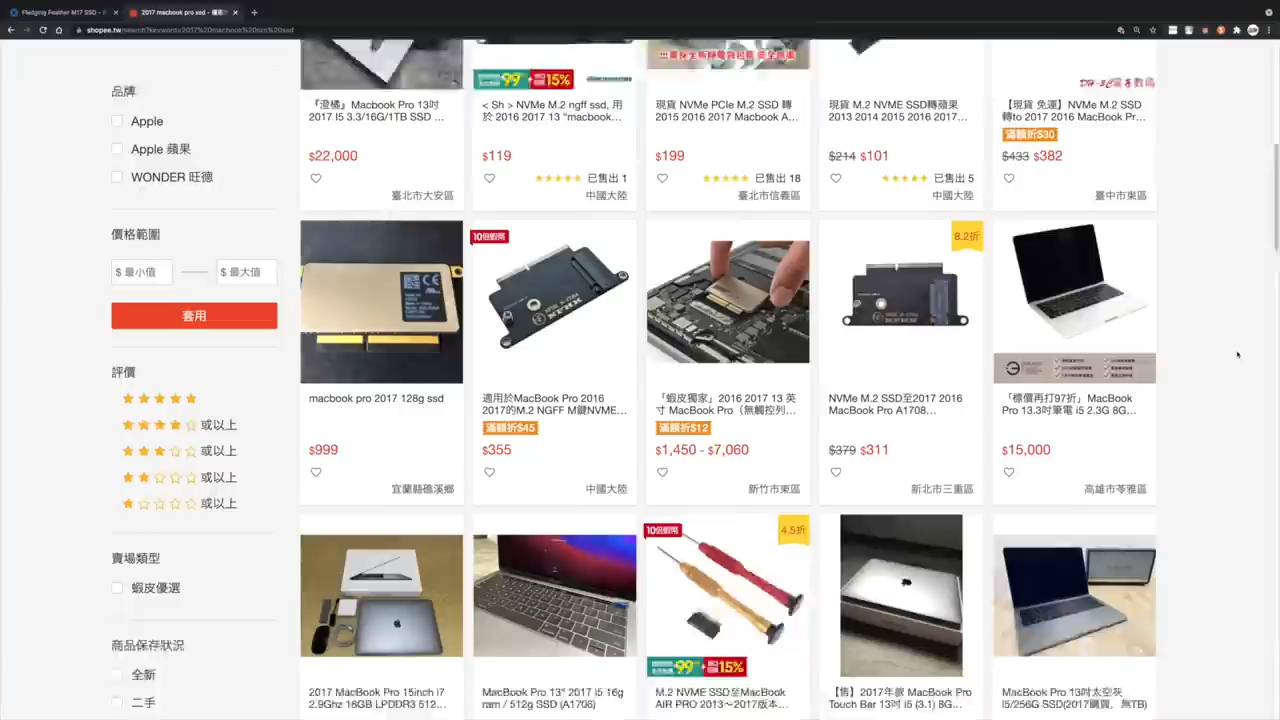 Fledging Feather M17 SSD - F
2017 macbook pro ssd -
shopee.tw/search?keyword=2017%20macbook%20pro%20ssd
品牌
Apple
Apple 蘋果
WONDER 旺德
價格範圍
$ 最小值
$ 最大值
套用
評價
或以上
或以上
或以上
或以上
賣場類型
蝦皮優選
商品保存狀況
全新
二手
『澄橘』Macbook Pro 13吋
2017 I5 3.3/16G/1TB SSD ...
$22,000
臺北市大安區
99
15%
< Sh > NVMe M.2 ngff ssd, 用
於 2016 2017 13 "macbook...
$119
已售出 1
中國大陸
現貨 NVMe PCIe M.2 SSD 轉
2015 2016 2017 Macbook A...
$199
已售出 18
臺北市信義區
現貨 M.2 NVME SSD轉蘋果
2013 2014 2015 2016 2017...
$214 $101
已售出 5
中國大陸
【現貨 免運】NVMe M.2 SSD
轉to 2017 2016 MacBook Pr...
滿額折$30
$433 $382
臺中市東區
macbook pro 2017 128g ssd
$999
宜蘭縣礁溪鄉
10倍蝦幣
適用於MacBook Pro 2016
2017的M.2 NGFF M鍵NVME...
滿額折$45
$355
中國大陸
「蝦皮獨家」2016 2017 13 英
寸 MacBook Pro（無觸控列...
滿額折$12
$1,450 - $7,060
新竹市東區
8.2折
NVMe M.2 SSD至2017 2016
MacBook Pro A1708...
$379 $311
新北市三重區
「標價再打97折」MacBook
Pro 13.3吋筆電 i5 2.3G 8G...
$15,000
高雄市苓雅區
2017 MacBook Pro 15inch i7
2.9Ghz 16GB LPDDR3 512...
MacBook Pro 13" 2017 i5 16g
ram / 512g SSD (A1706)
10倍蝦幣
4.5折
99
15%
M.2 NVME SSD至MacBook
AIR PRO 2013～2017版本...
【售】2017年款 MacBook Pro
Touch Bar 13吋 i5 (3.1) 8G...
MacBook Pro 13吋太空灰
I5/256G SSD(2017購買，無TB)